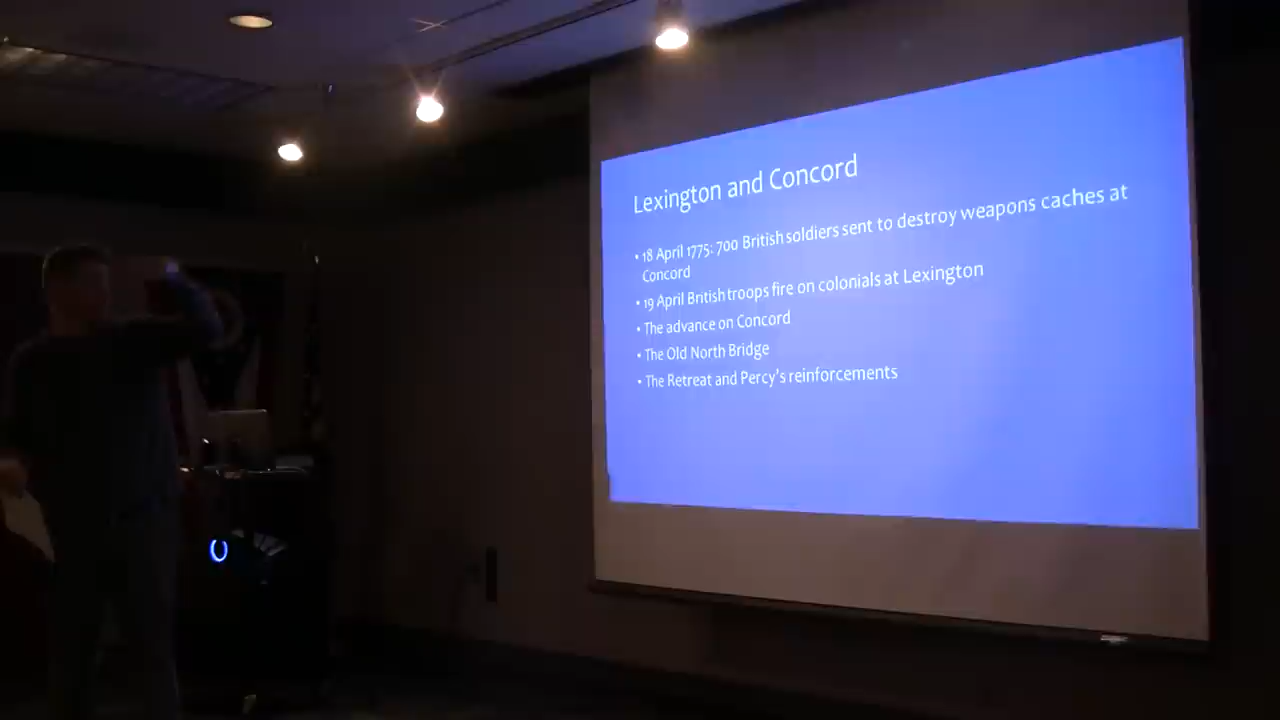 Lexington and Concord
• 18 April 1775: 700 British soldiers sent to destroy weapons caches at
Concord
• 19 April British troops fire on colonials at Lexington
• The advance on Concord
• The Old North Bridge
• The Retreat and Percy's reinforcements